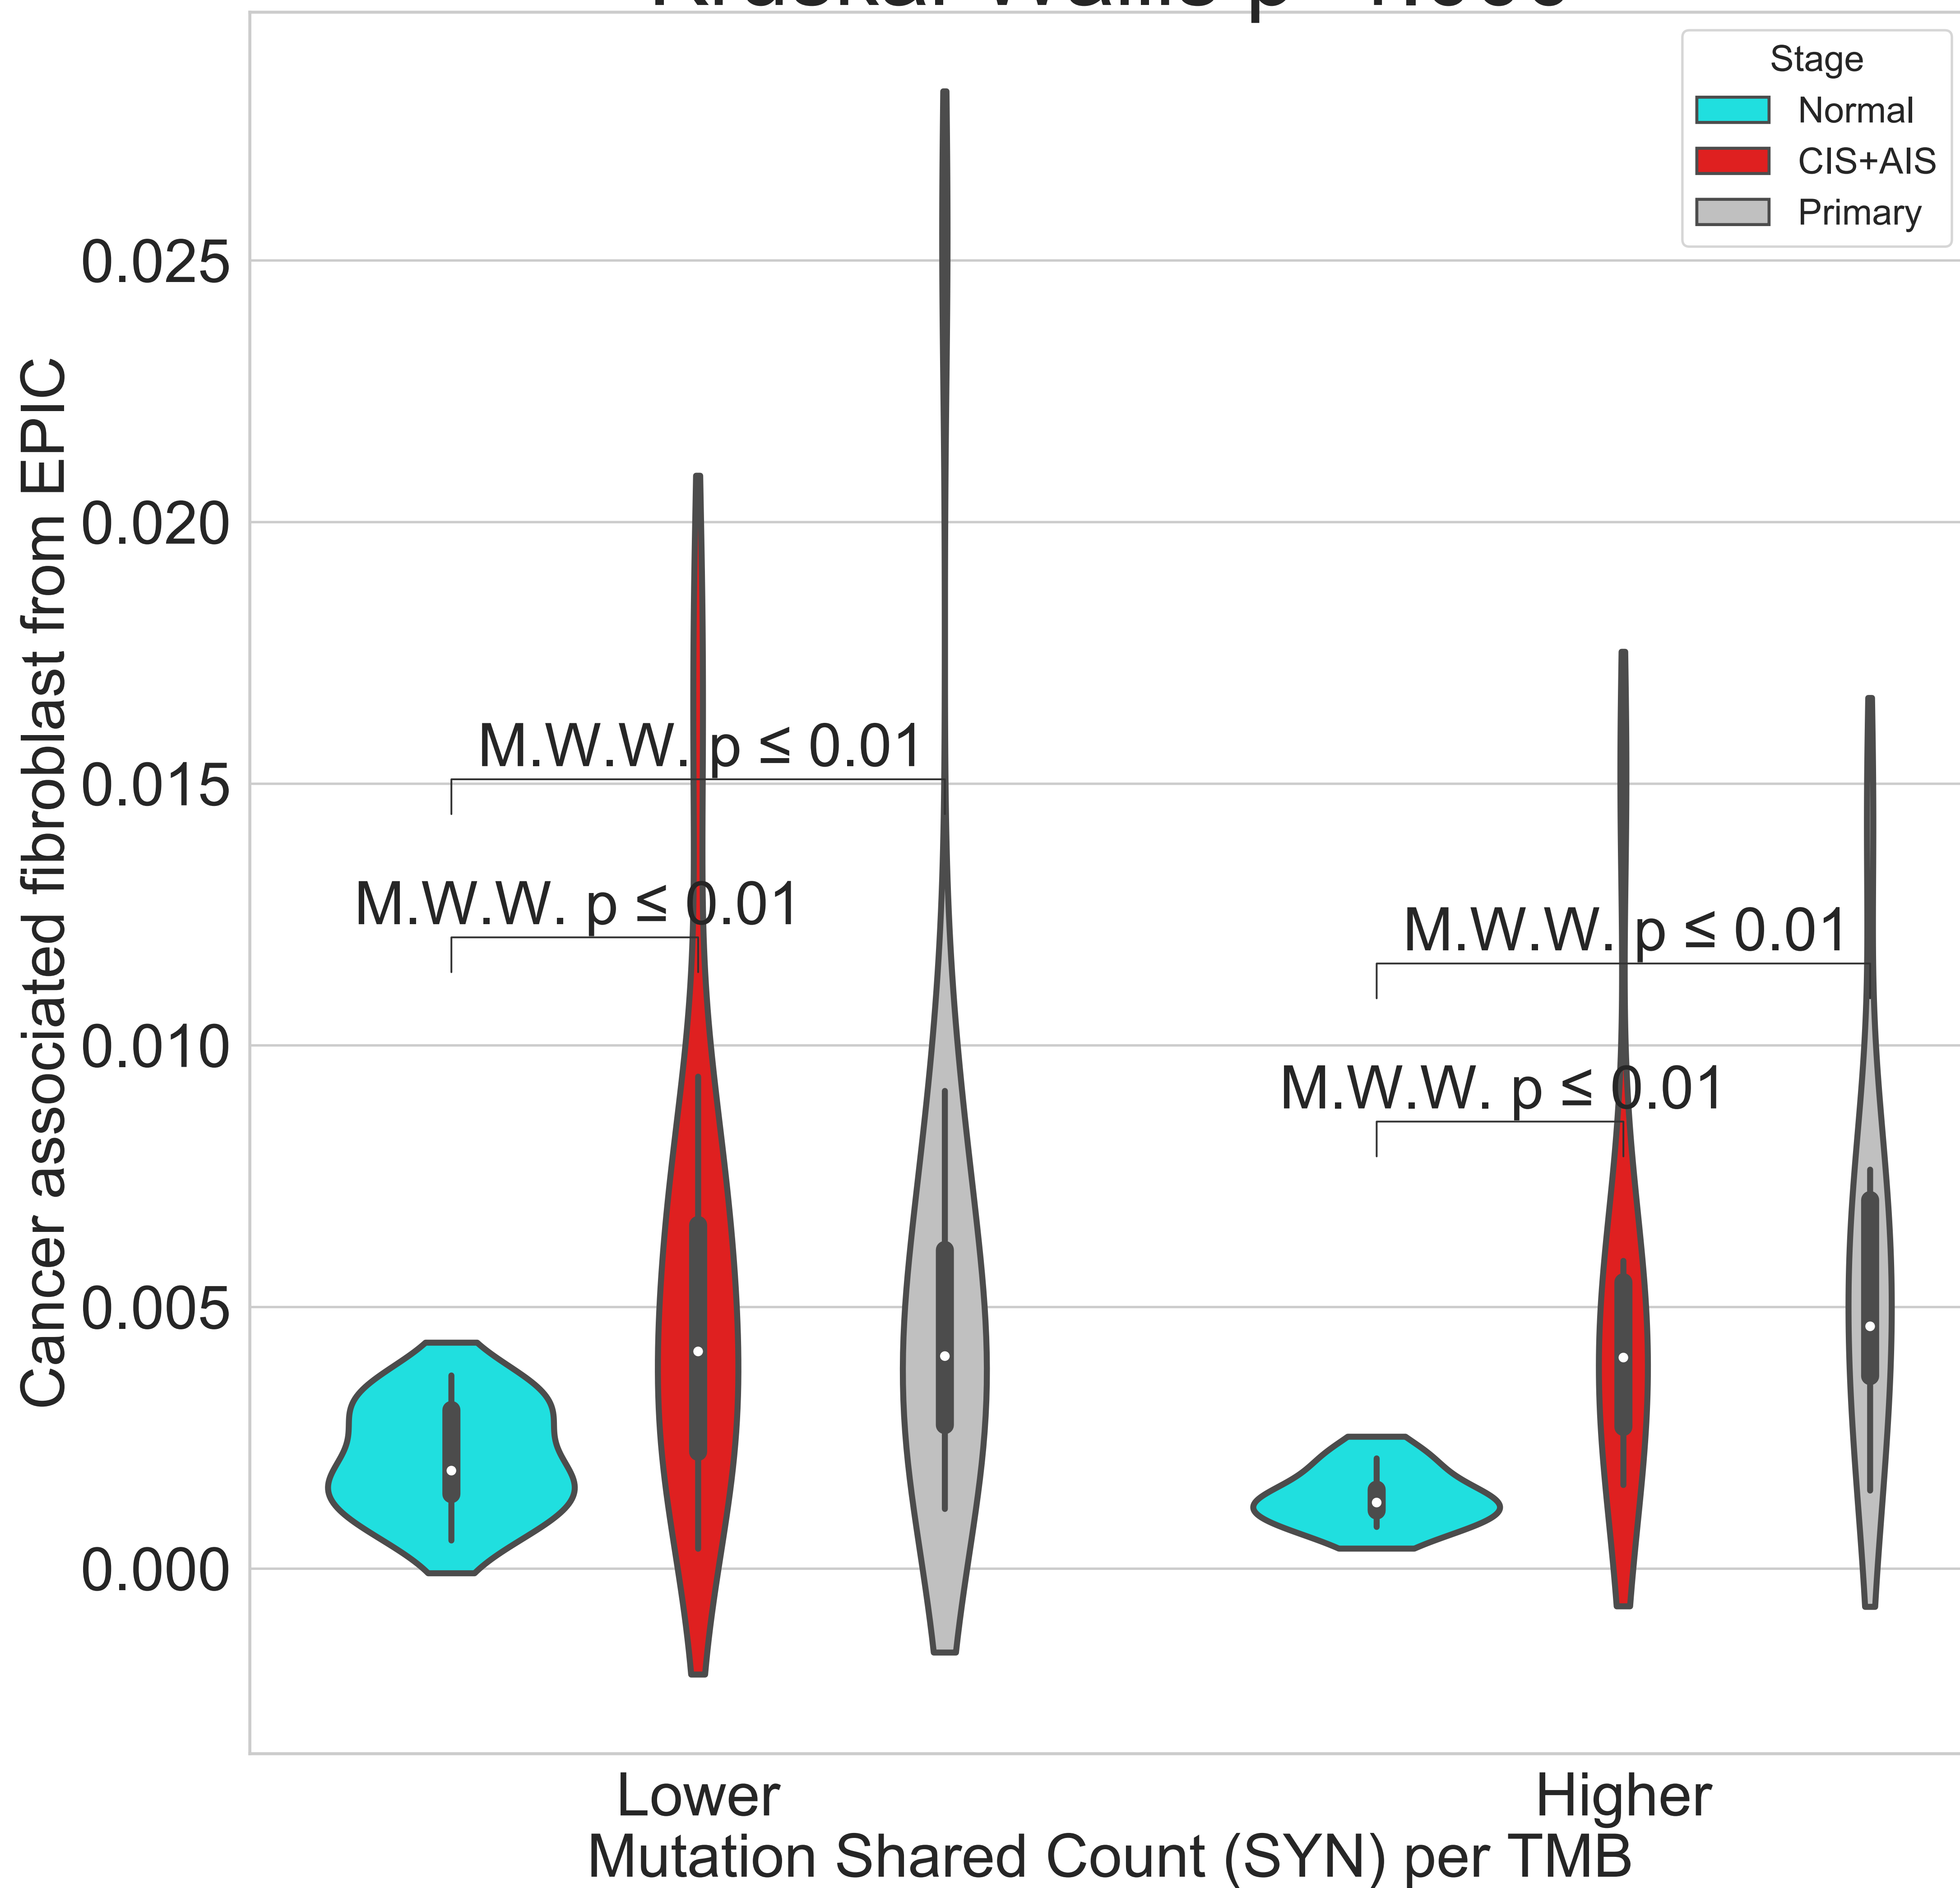 Stage
Normal
CIS+AIS
Primary
0.025
0.020
0.015
0.010
0.005
0.000
Cancer associated fibroblast from EPIC
M.W.W. p ≤ 0.01
M.W.W. p ≤ 0.01
M.W.W. p ≤ 0.01
M.W.W. p ≤ 0.01
Lower
Higher
Mutation Shared Count (SYN) per TMB